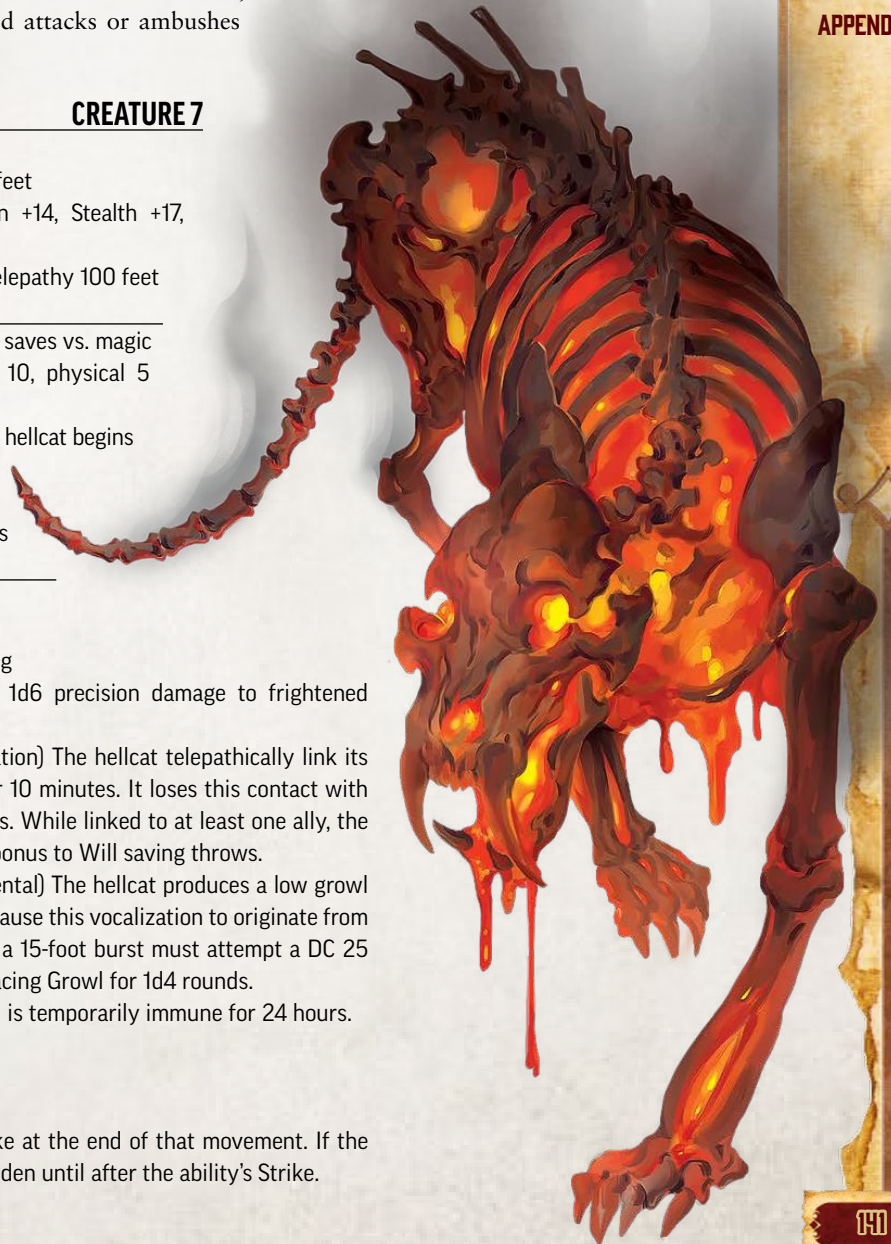 d attacks or ambushes
APPEND
CREATURE 7
feet
n +14, Stealth +17,
elepathy 100 feet
saves vs. magic
10, physical 5
hellcat begins
s
g
1d6 precision damage to frightened
ation) The hellcat telepathically link its
r 10 minutes. It loses this contact with
s. While linked to at least one ally, the
bonus to Will saving throws.
ental) The hellcat produces a low growl
ause this vocalization to originate from
a 15-foot burst must attempt a DC 25
acing Growl for 1d4 rounds.
is temporarily immune for 24 hours.
ke at the end of that movement. If the
den until after the ability's Strike.
141